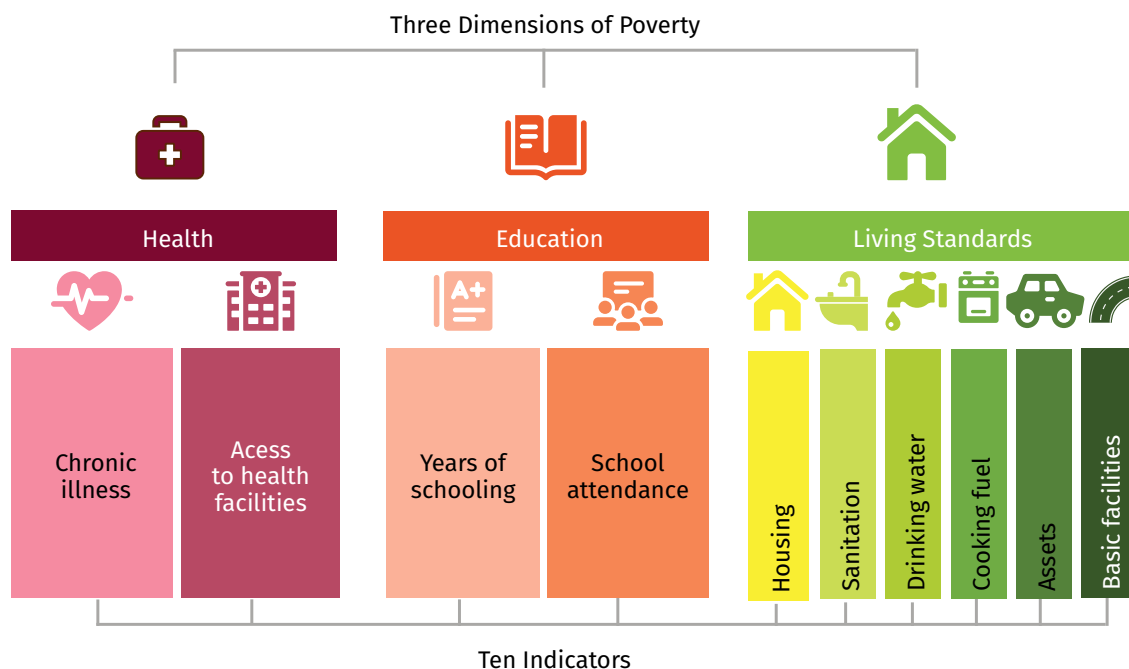 Three Dimensions of Poverty
Health
Education
Living Standards
A+
Chronic
illness
Acess
to health
facilities
Years of
schooling
School
attendance
Housing
Sanitation
Drinking water
Cooking fuel
Assets
Basic facilities
Ten Indicators